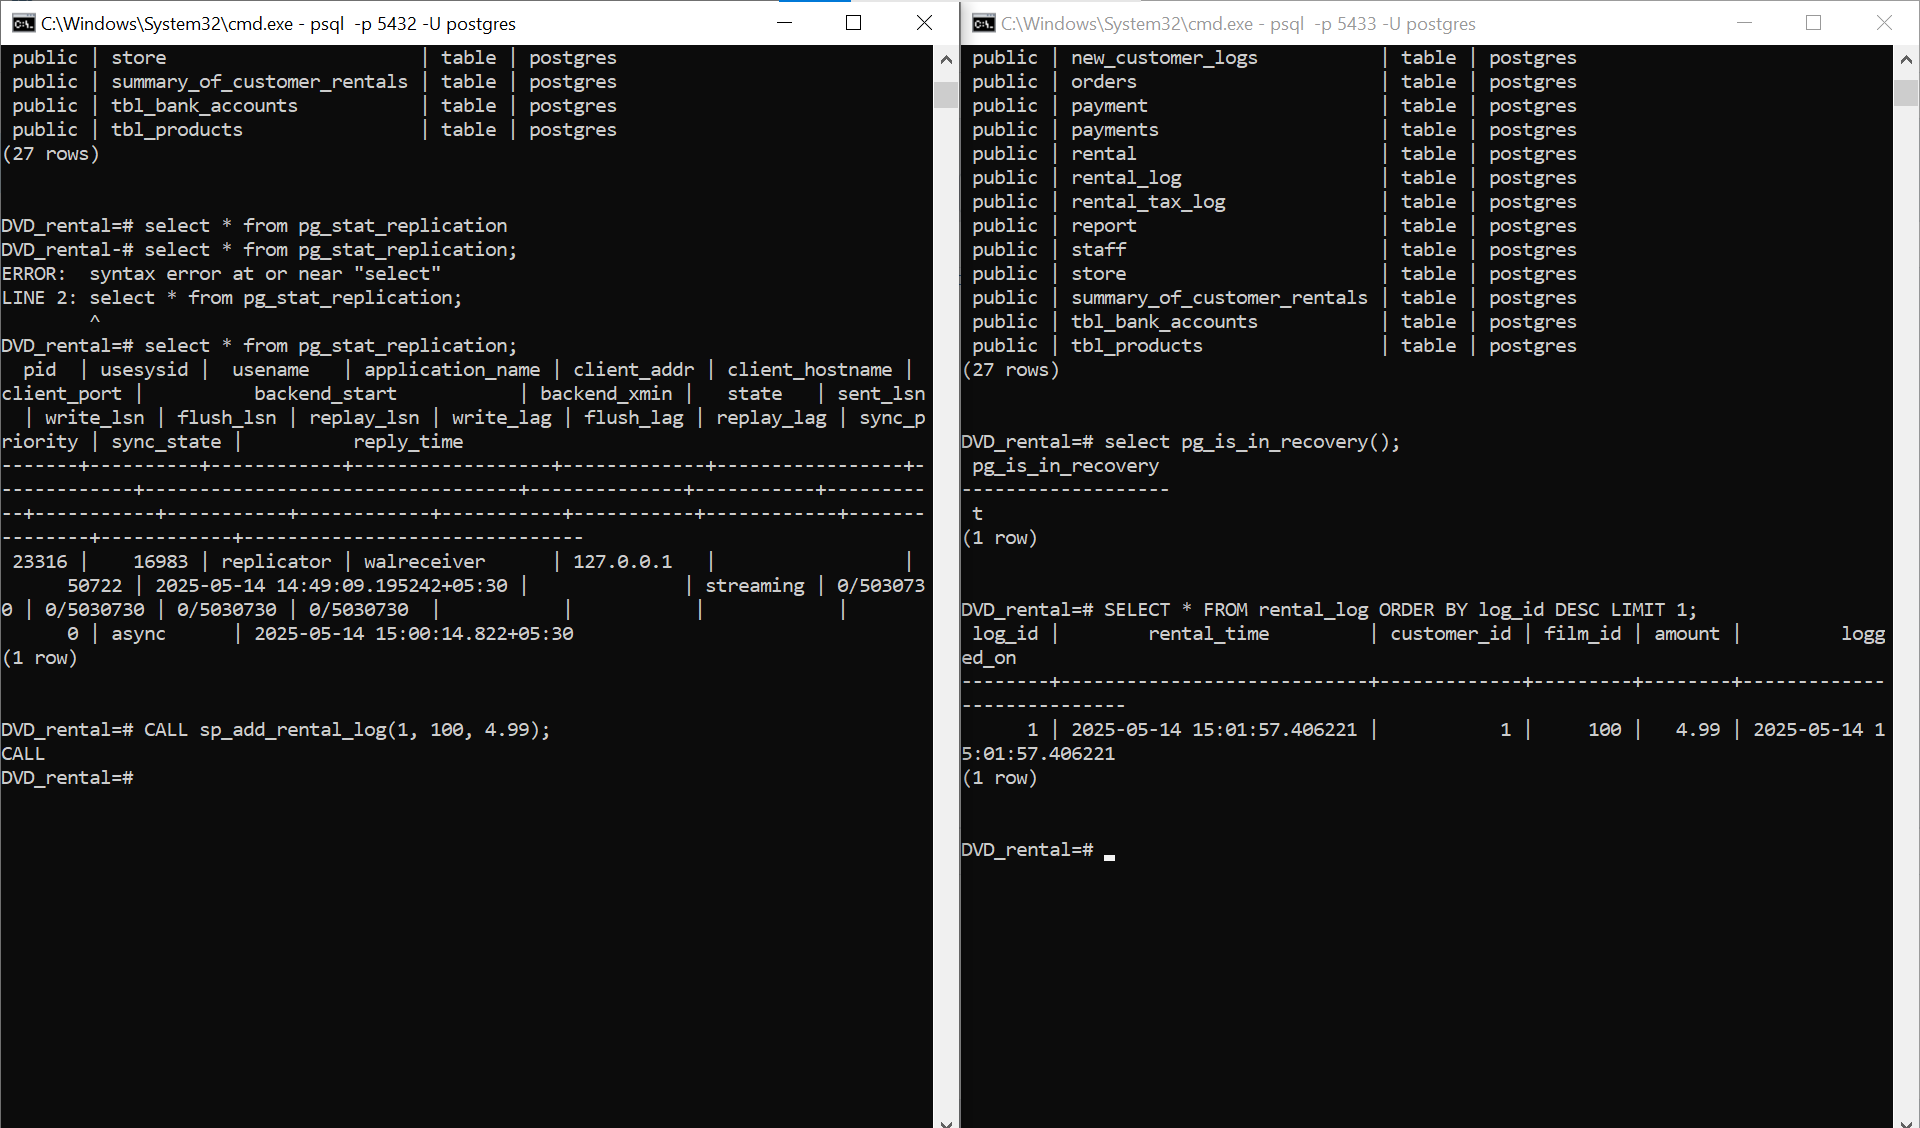 C:\Windows\System32\cmd.exe - psql  -p 5432 -U postgres
 public | store                       | table | postgres
 public | summary_of_customer_rentals | table | postgres
 public | tbl_bank_accounts           | table | postgres
 public | tbl_products                | table | postgres
(27 rows)
DVD_rental=# select * from pg_stat_replication
DVD_rental-# select * from pg_stat_replication;
ERROR:  syntax error at or near "select"
LINE 2: select * from pg_stat_replication;
        ^
DVD_rental=# select * from pg_stat_replication;
  pid  | usesysid |  usename   | application_name | client_addr | client_hostname |
client_port |          backend_start           | backend_xmin |   state   | sent_lsn
  | write_lsn | flush_lsn | replay_lsn | write_lag | flush_lag | replay_lag | sync_p
riority | sync_state |          reply_time
-------+----------+------------+------------------+-------------+-----------------+-
------------+----------------------------------+--------------+-----------+---------
--+-----------+-----------+------------+-----------+-----------+------------+-------
--------+------------+-------------------------------
 23316 |    16983 | replicator | walreceiver      | 127.0.0.1   |                 |
      50722 | 2025-05-14 14:49:09.195242+05:30 |              | streaming | 0/503073
0 | 0/5030730 | 0/5030730 | 0/5030730  |           |           |            |
      0 | async      | 2025-05-14 15:00:14.822+05:30
(1 row)
DVD_rental=# CALL sp_add_rental_log(1, 100, 4.99);
CALL
DVD_rental=#
C:\Windows\System32\cmd.exe - psql  -p 5433 -U postgres
 public | new_customer_logs           | table | postgres
 public | orders                      | table | postgres
 public | payment                     | table | postgres
 public | payments                    | table | postgres
 public | rental                      | table | postgres
 public | rental_log                  | table | postgres
 public | rental_tax_log              | table | postgres
 public | report                      | table | postgres
 public | staff                       | table | postgres
 public | store                       | table | postgres
 public | summary_of_customer_rentals | table | postgres
 public | tbl_bank_accounts           | table | postgres
 public | tbl_products                | table | postgres
(27 rows)
DVD_rental=# select pg_is_in_recovery();
 pg_is_in_recovery
-------------------
 t
(1 row)
DVD_rental=# SELECT * FROM rental_log ORDER BY log_id DESC LIMIT 1;
 log_id |        rental_time         | customer_id | film_id | amount |         logg
ed_on
--------+----------------------------+-------------+---------+--------+-------------
---------------
      1 | 2025-05-14 15:01:57.406221 |           1 |     100 |   4.99 | 2025-05-14 1
5:01:57.406221
(1 row)
DVD_rental=#